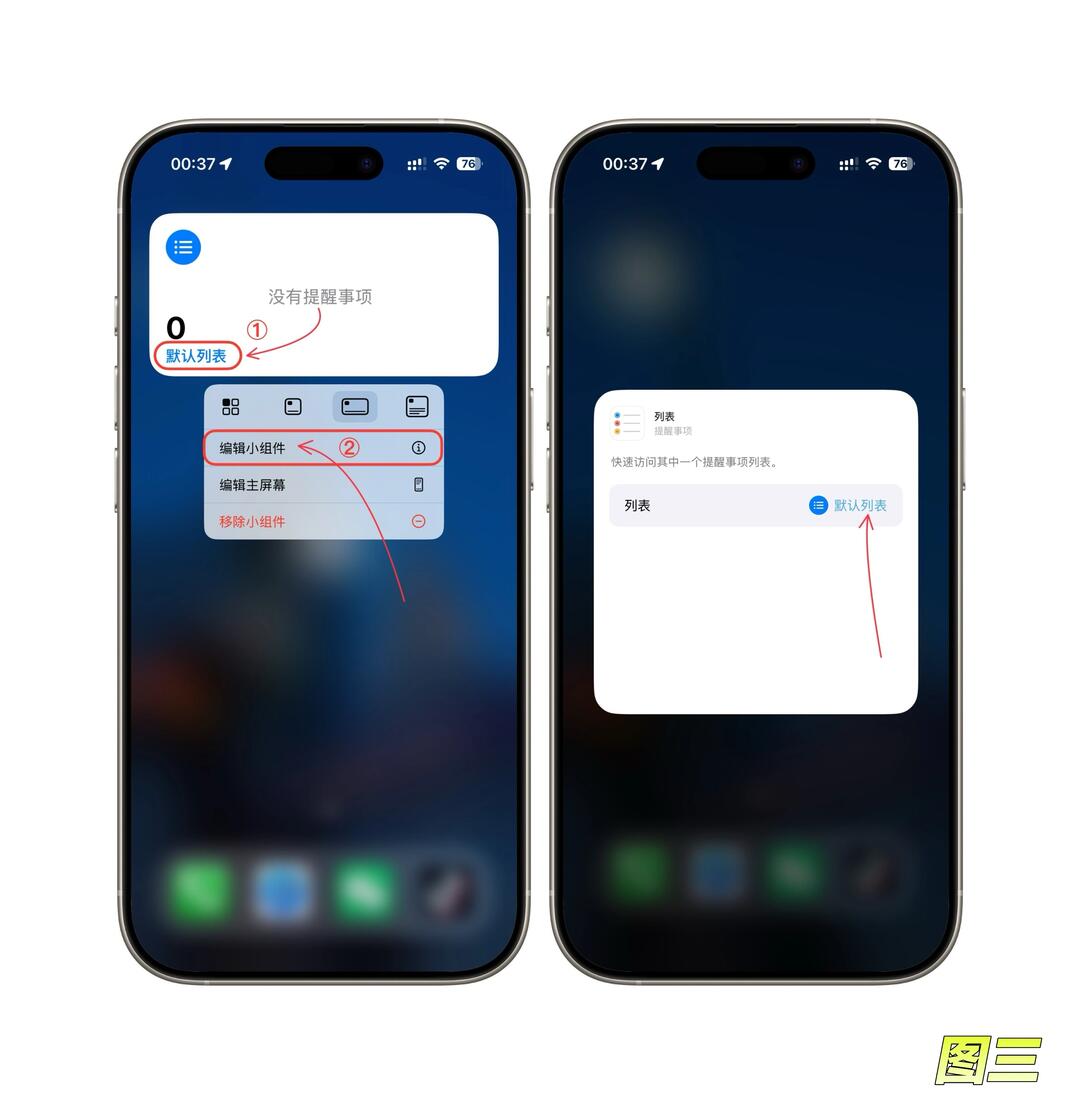 00:37
76
没有提醒事项
0
①
默认列表
编辑小组件
②
编辑主屏幕
移除小组件
00:37
76
列表
提醒事项
快速访问其中一个提醒事项列表。
列表
默认列表
图三